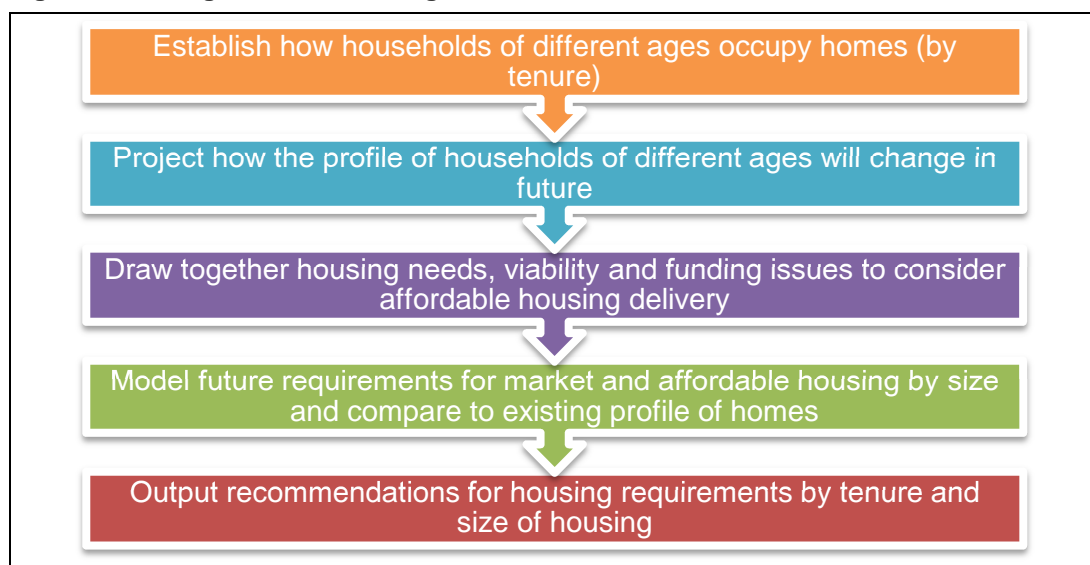 Establish how households of different ages occupy homes (by
tenure)
Project how the profile of households of different ages will change in
future
Draw together housing needs, viability and funding issues to consider
affordable housing delivery
Model future requirements for market and affordable housing by size
and compare to existing profile of homes
Output recommendations for housing requirements by tenure and
size of housing